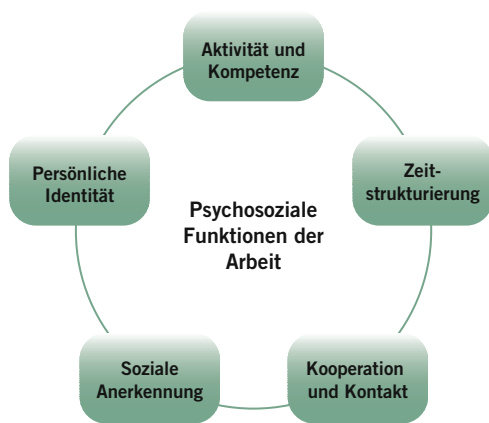 Aktivität und
Kompetenz
Zeit-
strukturierung
Kooperation
und Kontakt
Soziale
Anerkennung
Persönliche
Identität
Psychosoziale
Funktionen der
Arbeit